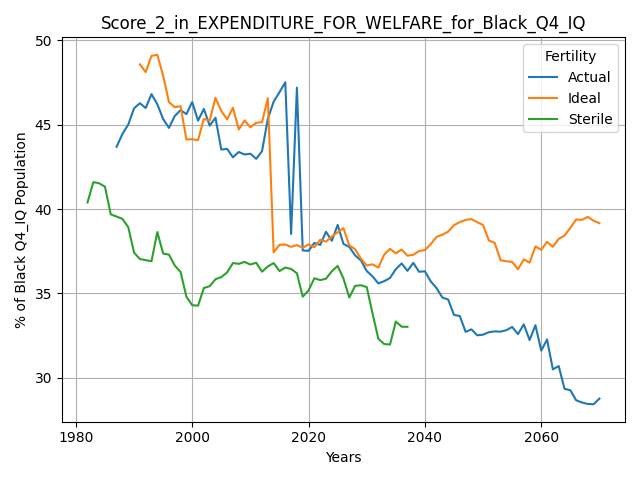 Score_2_in_EXPENDITURE_FOR_WELFARE_for_Black_Q4_IQ
% of Black Q4_IQ Population
50
45
40
35
30
Fertility
Actual
Ideal
Sterile
1980
2000
2020
2040
2060
Years